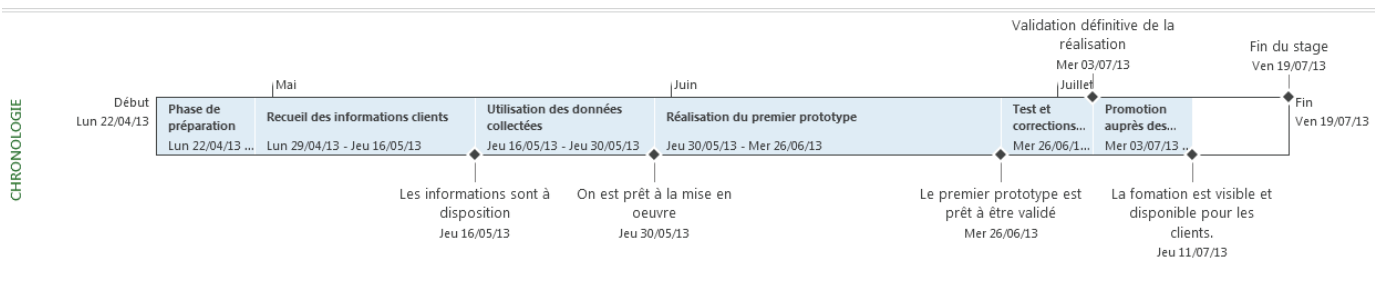 Validation définitive de la
réalisation
Mer 03/07/13
Fin du stage
Ven 19/07/13
Mai
Juin
Juillet
CHRONOLOGIE
Début
Lun 22/04/13
Phase de
préparation
Lun 22/04/13 ...
Recueil des informations clients
Lun 29/04/13 - Jeu 16/05/13
Utilisation des données
collectées
Jeu 16/05/13 - Jeu 30/05/13
Réalisation du premier prototype
Jeu 30/05/13 - Mer 26/06/13
Test et
corrections...
Mer 26/06/1...
Promotion
auprès des...
Mer 03/07/13 ...
Fin
Ven 19/07/13
Les informations sont à
disposition
Jeu 16/05/13
On est prêt à la mise en
oeuvre
Jeu 30/05/13
Le premier prototype est
prêt à être validé
Mer 26/06/13
La fomation est visible et
disponible pour les
clients.
Jeu 11/07/13